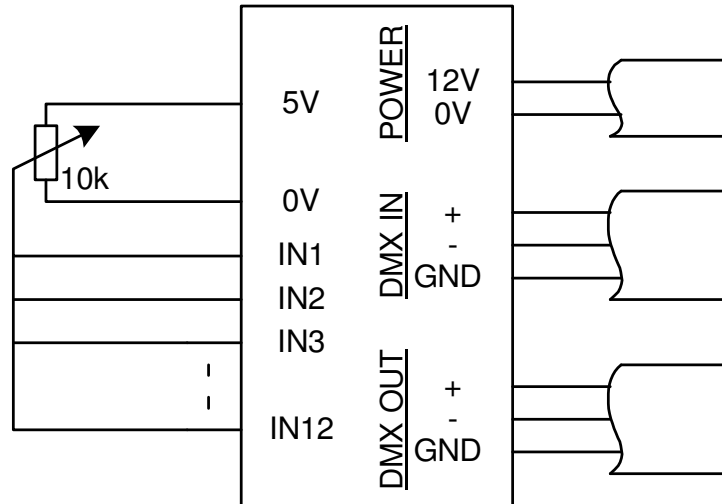 5V
10k
0V
IN1
IN2
IN3
IN12
POWER
12V
0V
DMX IN
+
-
GND
DMX OUT
+
-
GND